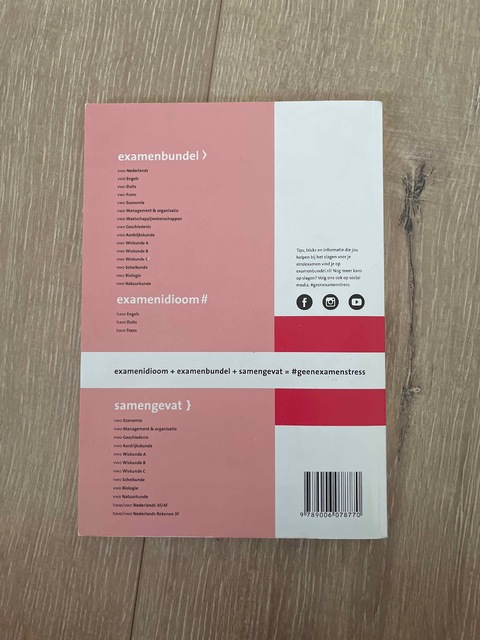 examenbundel >
vwo Nederlands
vwo Engels
vwo Duits
vwo Frans
vwo Economie
vwo Management & organisatie
vwo Maatschappijwetenschappen
vwo Geschiedenis
vwo Aardrijkskunde
vwo Wiskunde A
vwo Wiskunde B
vwo Wiskunde C
vwo Scheikunde
vwo Biologie
vwo Natuurkunde
Tips, tricks en informatie die jou
helpen bij het slagen voor je
eindexamen vind je op
examenbundel.nl! Nog meer kans
op slagen? Volg ons ook op social
media. #geenexamenstress
examenidioom #
havo Engels
havo Duits
havo Frans
examenidioom + examenbundel + samengevat = #geenexamenstress
samengevat }
vwo Economie
vwo Management & organisatie
vwo Geschiedenis
vwo Aardrijkskunde
vwo Wiskunde A
vwo Wiskunde B
vwo Wiskunde C
vwo Scheikunde
vwo Biologie
vwo Natuurkunde
havo/vwo Nederlands 3F/4F
havo/vwo Nederlands Rekenen 3F
9 789006 078770